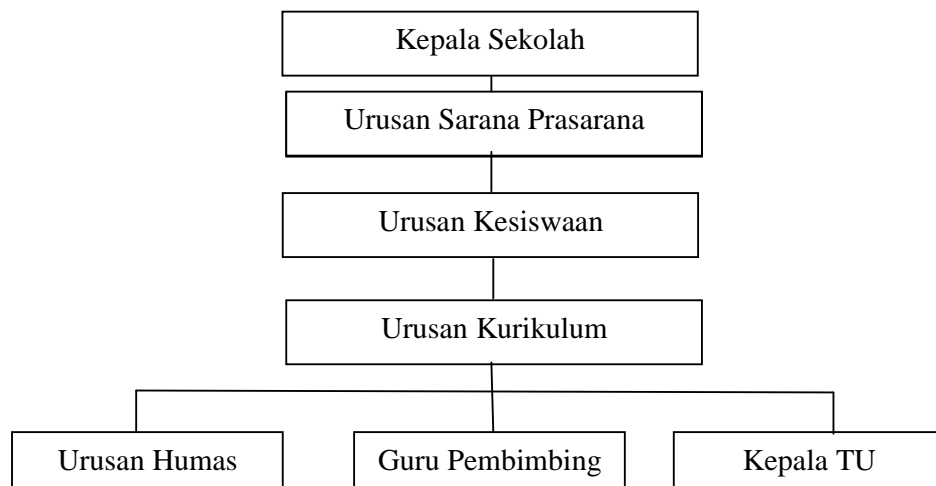 Kepala Sekolah
Urusan Sarana Prasarana
Urusan Kesiswaan
Urusan Kurikulum
Urusan Humas
Guru Pembimbing
Kepala TU